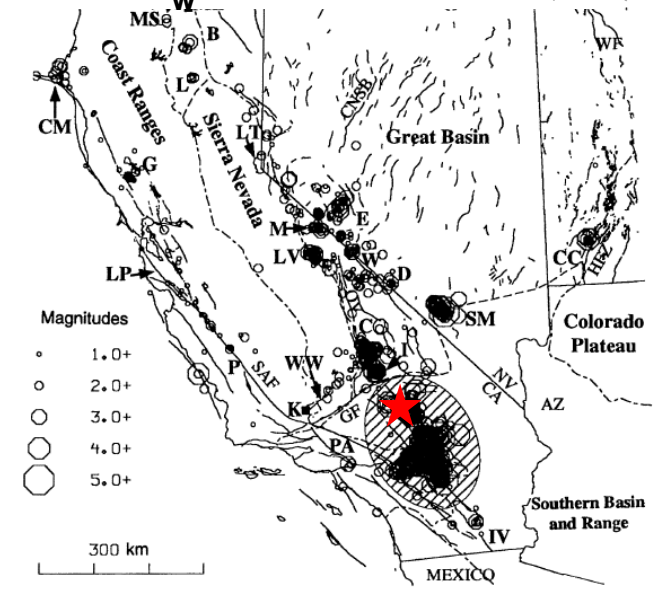 W
MS
B
WF
L
Coast Ranges
CNSB
CM
LT
Great Basin
Sierra Nevada
G
E
M
LV
W
CC
HFZ
D
LP
SM
Magnitudes
C
Colorado
Plateau
1.0+
I
2.0+
P
SAF
WW
NV
CA
AZ
3.0+
K
GF
4.0+
PA
5.0+
Southern Basin
and Range
IV
300 km
MEXICO